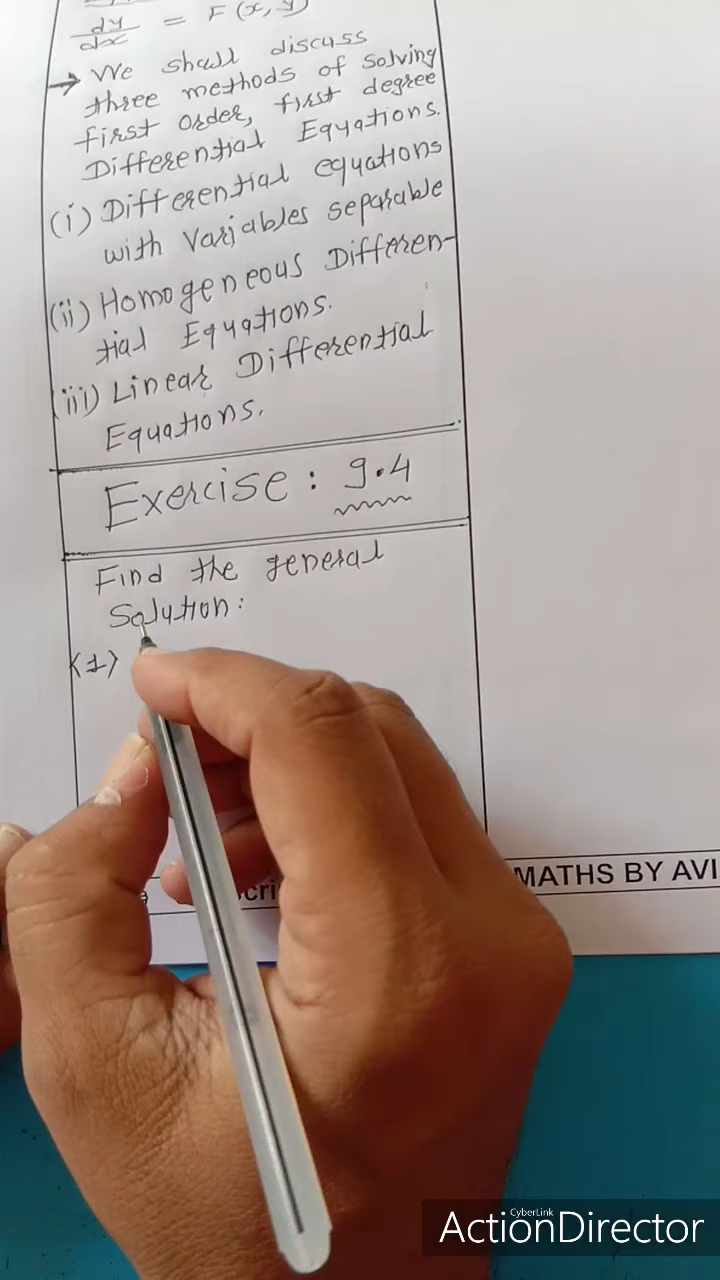 dy/dx = F(x, y)
→ We shall discuss
three methods of solving
first order, first degree
Differential Equations.
(i) Differential equations
with Variables separable
(ii) Homogeneous Differen-
tial Equations.
(iii) Linear Differential
Equations.
Exercise : 9.4
Find the general
Solution:
(1)
MATHS BY AVI
CyberLink
ActionDirector